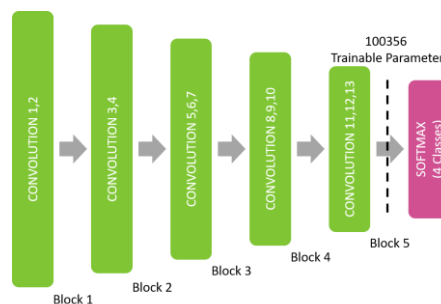 100356
Trainable Parameter
CONVOLUTION 1,2
CONVOLUTION 3,4
CONVOLUTION 5,6,7
CONVOLUTION 8,9,10
CONVOLUTION 11,12,13
SOFTMAX
(4 Classes)
Block 1
Block 2
Block 3
Block 4
Block 5